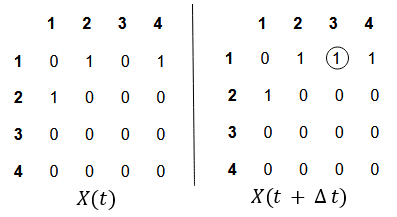 1 2 3 4 1 2 3 4
1 0 1 0 1 1 0 1 1 1
2 1 0 0 0 2 1 0 0 0
3 0 0 0 0 3 0 0 0 0
4 0 0 0 0 4 0 0 0 0
X(t) X(t + Δt)